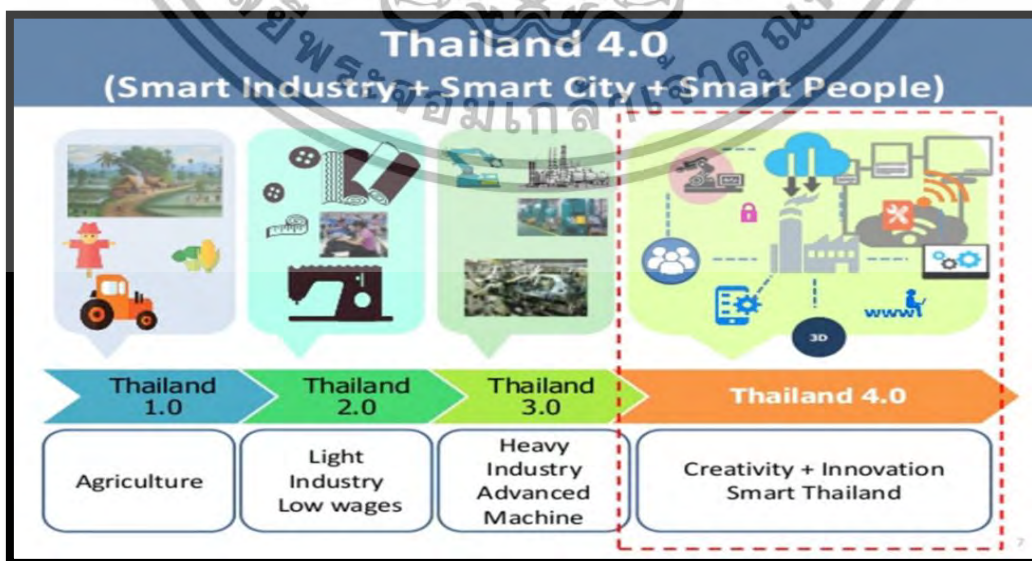 Thailand 4.0
(Smart Industry + Smart City + Smart People)
3D
www
Thailand
1.0
Thailand
2.0
Thailand
3.0
Thailand 4.0
Agriculture
Light
Industry
Low wages
Heavy
Industry
Advanced
Machine
Creativity + Innovation
Smart Thailand
7